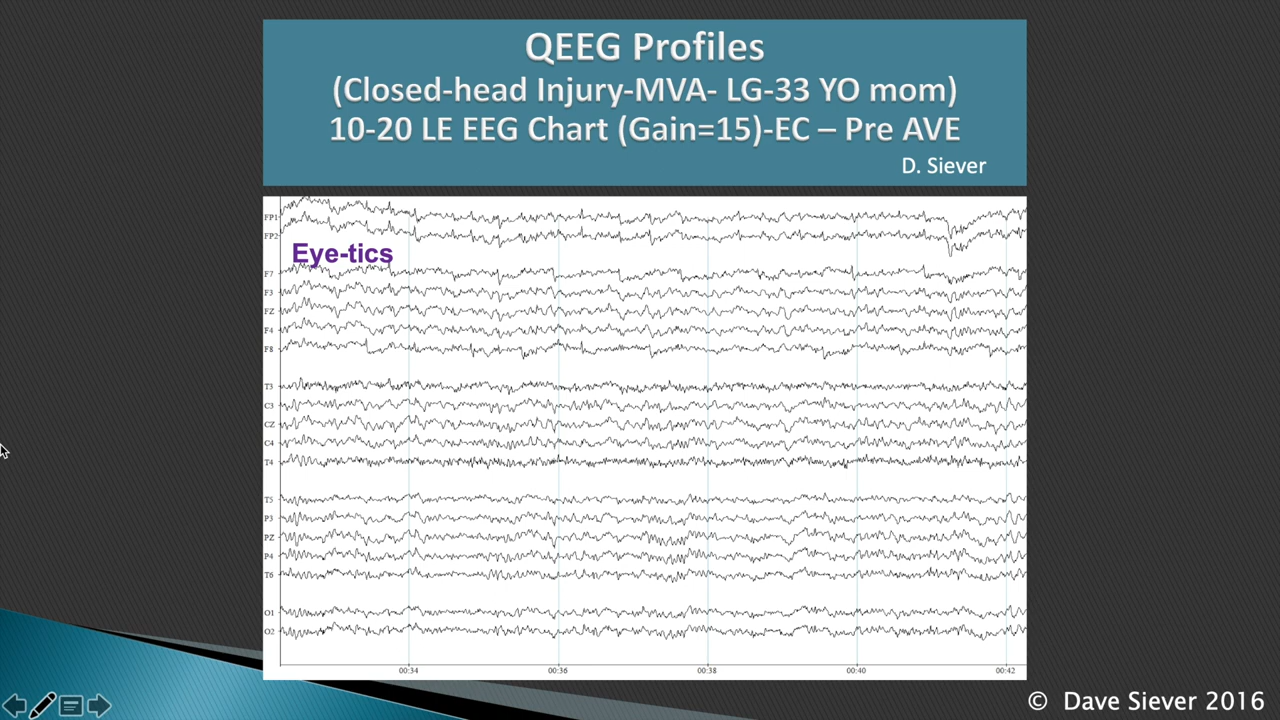 QEEG Profiles
(Closed-head Injury-MVA- LG-33 YO mom)
10-20 LE EEG Chart (Gain=15)-EC – Pre AVE
D. Siever
FP1
FP2
Eye-tics
F7
F3
FZ
F4
F8
T3
C3
CZ
C4
T4
T5
P3
PZ
P4
T6
O1
O2
00:34 00:36 00:38 00:40 00:42
© Dave Siever 2016